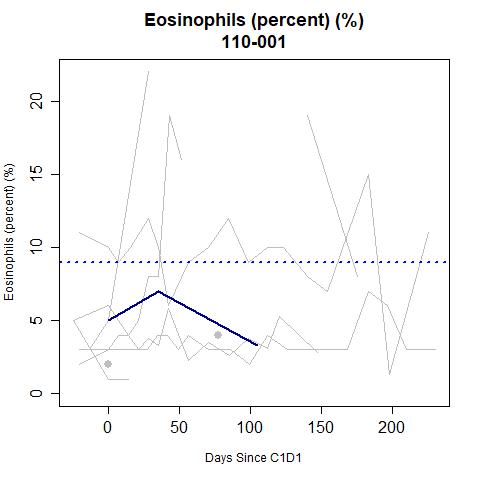 Eosinophils (percent) (%)
110-001
Eosinophils (percent) (%)
20
15
10
5
0
0 50 100 150 200
Days Since C1D1